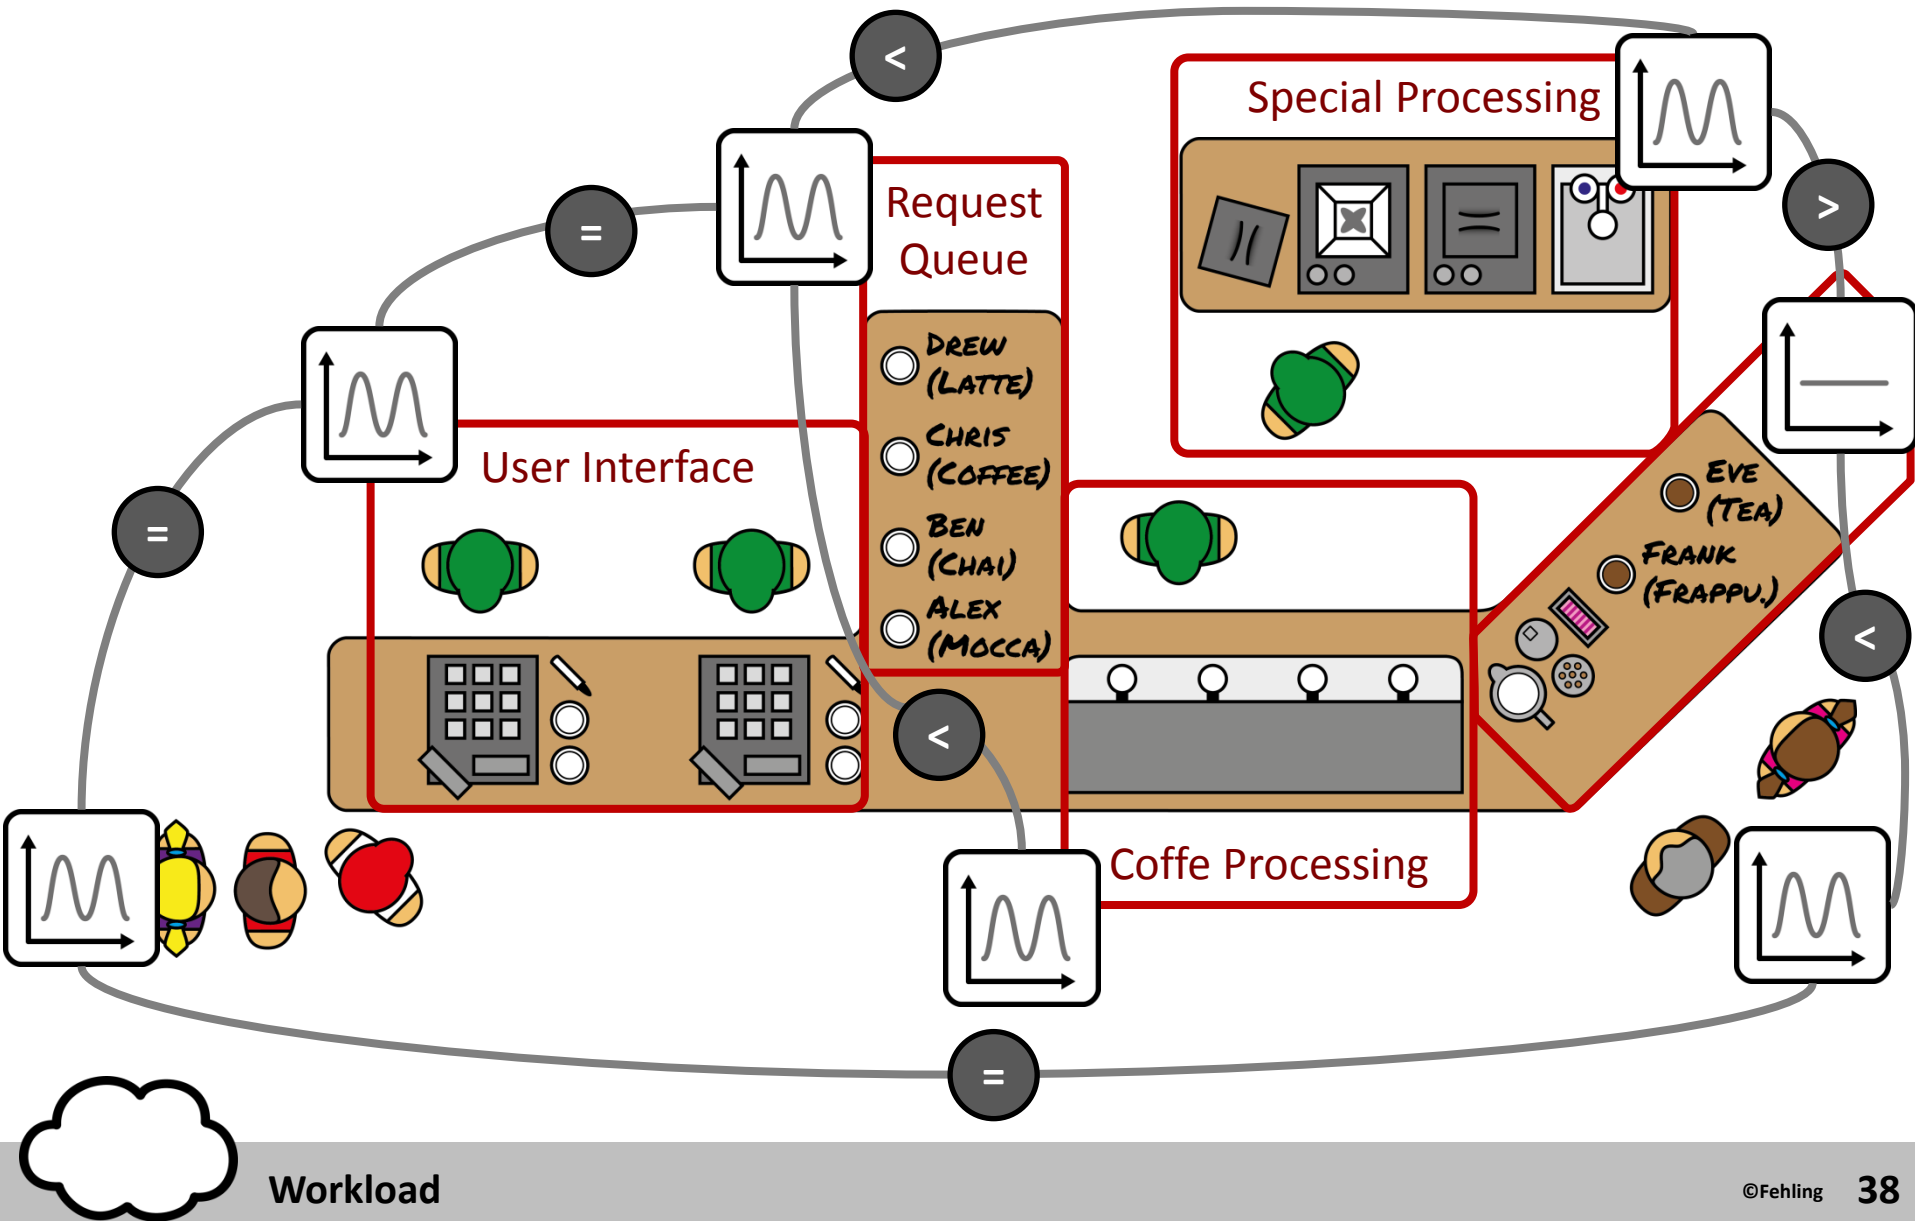 <
Special Processing
>
Request
Queue
=
DREW
(LATTE)
CHRIS
(COFFEE)
BEN
(CHAI)
ALEX
(MOCCA)
User Interface
=
EVE
(TEA)
FRANK
(FRAPPU.)
<
<
Coffe Processing
=
Workload
©Fehling
38